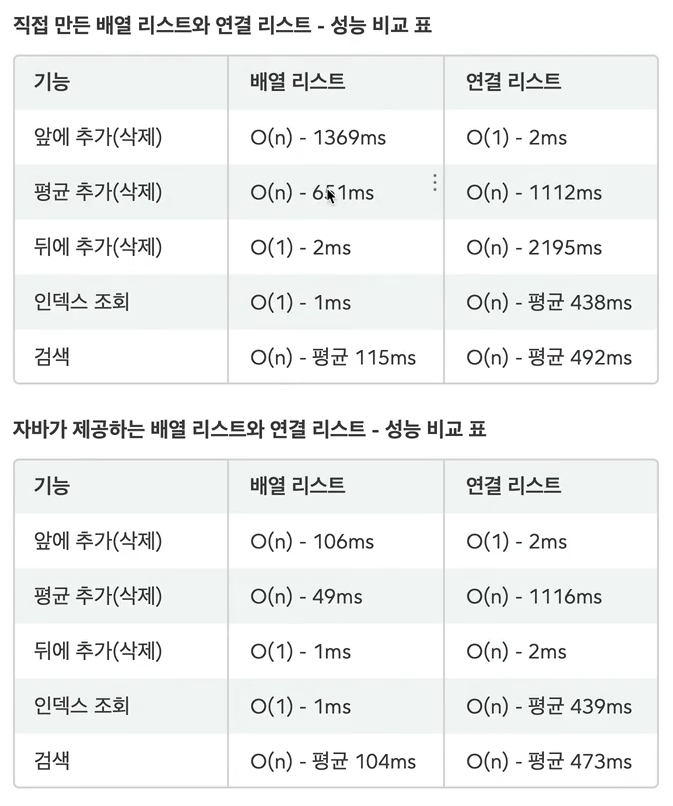 직접 만든 배열 리스트와 연결 리스트 - 성능 비교 표
기능 배열 리스트 연결 리스트
앞에 추가(삭제) O(n) - 1369ms O(1) - 2ms
평균 추가(삭제) O(n) - 651ms O(n) - 1112ms
뒤에 추가(삭제) O(1) - 2ms O(n) - 2195ms
인덱스 조회 O(1) - 1ms O(n) - 평균 438ms
검색 O(n) - 평균 115ms O(n) - 평균 492ms
자바가 제공하는 배열 리스트와 연결 리스트 - 성능 비교 표
기능 배열 리스트 연결 리스트
앞에 추가(삭제) O(n) - 106ms O(1) - 2ms
평균 추가(삭제) O(n) - 49ms O(n) - 1116ms
뒤에 추가(삭제) O(1) - 1ms O(n) - 2ms
인덱스 조회 O(1) - 1ms O(n) - 평균 439ms
검색 O(n) - 평균 104ms O(n) - 평균 473ms